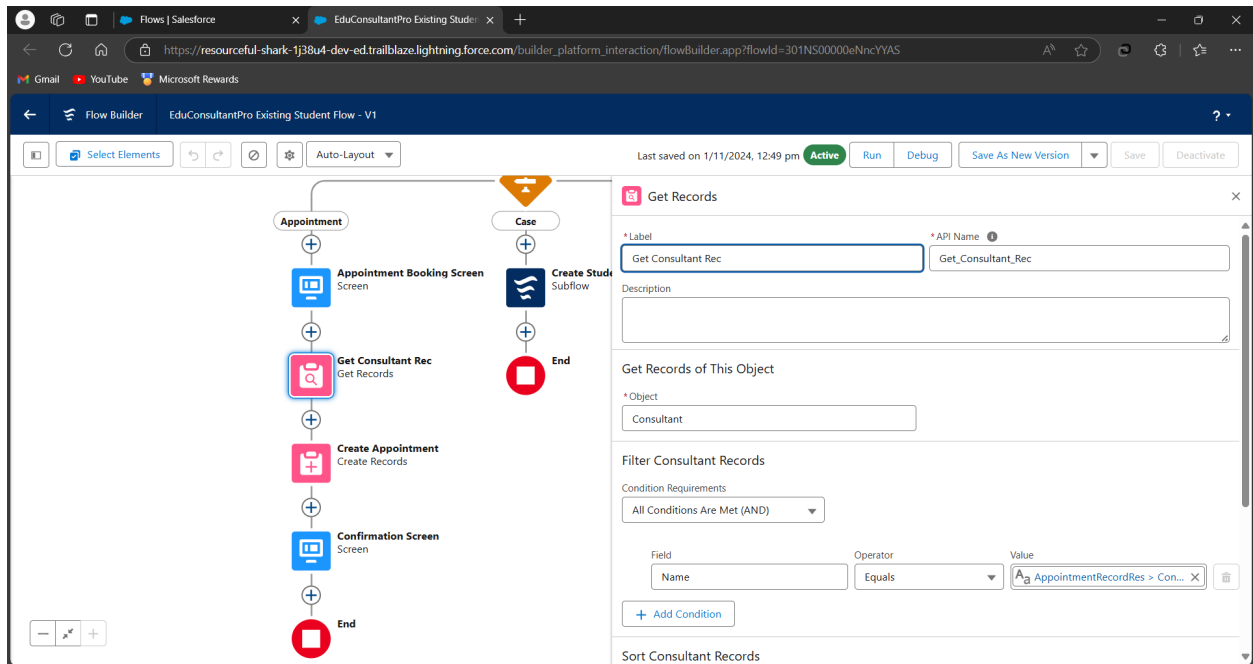 Flows | Salesforce
EduConsultantPro Existing Studen
https://resourceful-shark-1j38u4-dev-ed.trailblaze.lightning.force.com/builder_platform_interaction/flowBuilder.app?flowId=301NS00000eNncYYAS
Gmail YouTube Microsoft Rewards
Flow Builder EduConsultantPro Existing Student Flow - V1 ?
Select Elements Auto-Layout Last saved on 1/11/2024, 12:49 pm Active Run Debug Save As New Version Save Deactivate
Appointment
Case
Appointment Booking Screen
Screen
Create Stude
Subflow
Get Consultant Rec
Get Records
End
Create Appointment
Create Records
Confirmation Screen
Screen
End
Get Records
*Label *API Name
Get Consultant Rec Get_Consultant_Rec
Description
Get Records of This Object
*Object
Consultant
Filter Consultant Records
Condition Requirements
All Conditions Are Met (AND)
Field Operator Value
Name Equals Aa AppointmentRecordRes > Con...
+ Add Condition
Sort Consultant Records